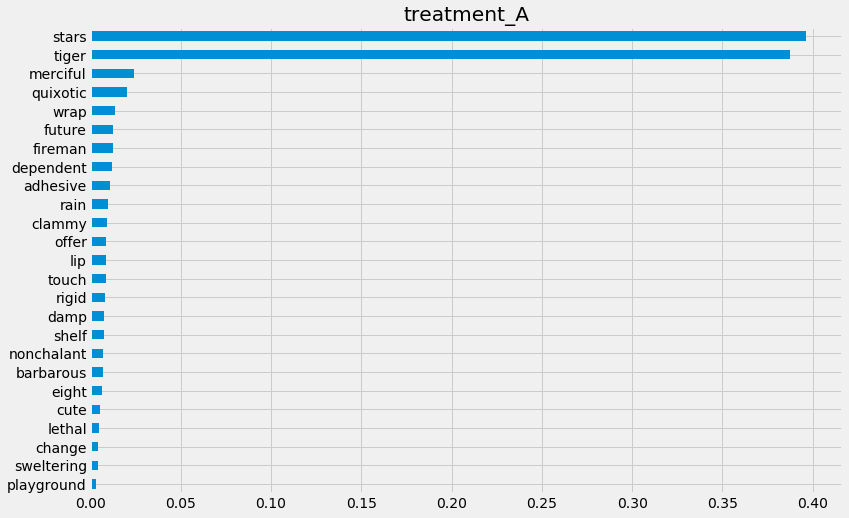 treatment_A
stars
tiger
merciful
quixotic
wrap
future
fireman
dependent
adhesive
rain
clammy
offer
lip
touch
rigid
damp
shelf
nonchalant
barbarous
eight
cute
lethal
change
sweltering
playground
0.00 0.05 0.10 0.15 0.20 0.25 0.30 0.35 0.40